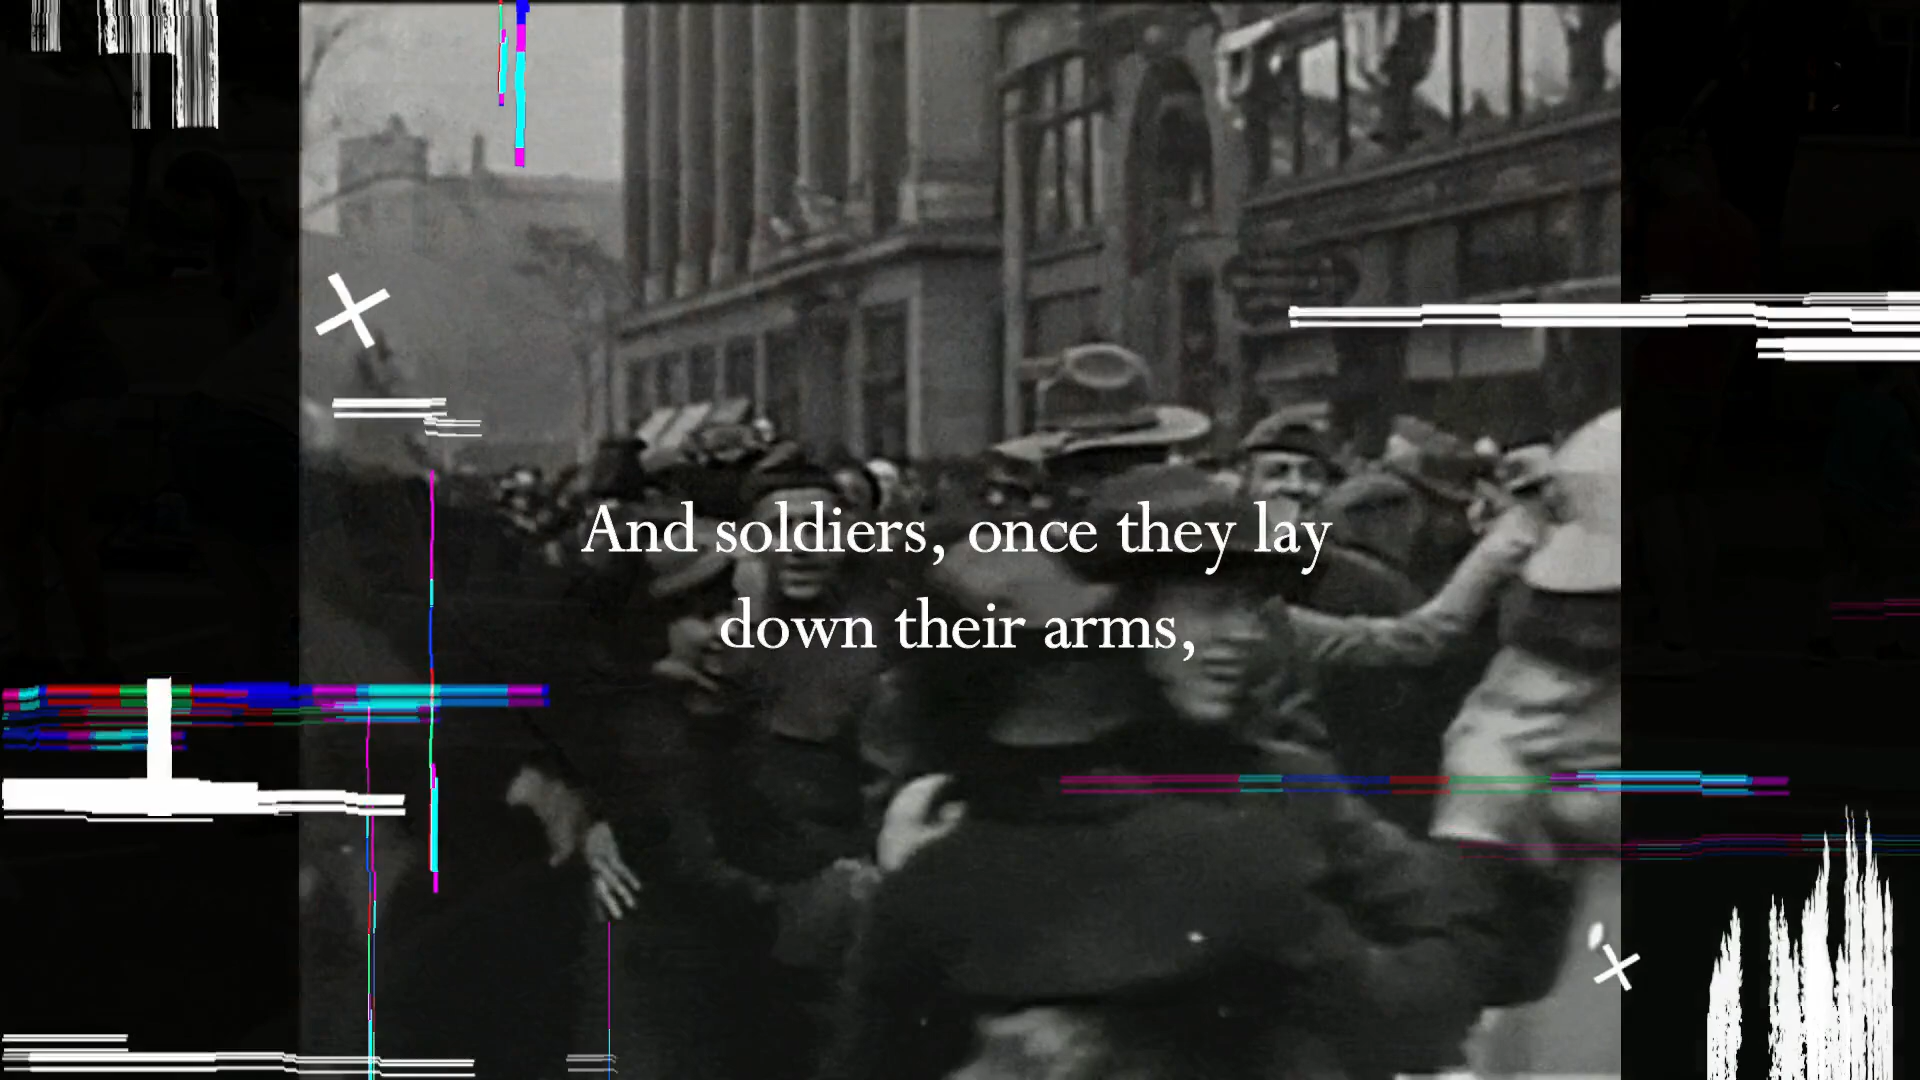 And soldiers, once they lay
down their arms,